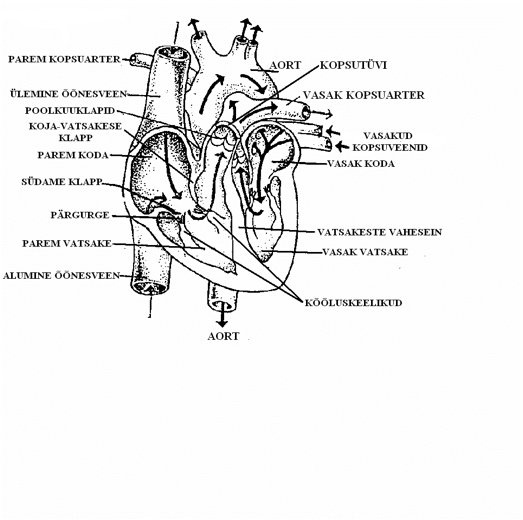 PAREM KOPSUARTER
ÜLEMINE ÕÕNESVEEN
POOLKUUKLAPID
KOJA-VATSAKESE
KLAPP
PAREM KODA
SÜDAME KLAPP
PÄRGURGE
PAREM VATSAKE
ALUMINE ÕÕNESVEEN
AORT
KOPSUTÜVI
VASAK KOPSUARTER
VASAKUD
KOPSUVEENID
VASAK KODA
VATSAKESTE VAHESEIN
VASAK VATSAKE
KÕÕLUSKEELIKUD
AORT